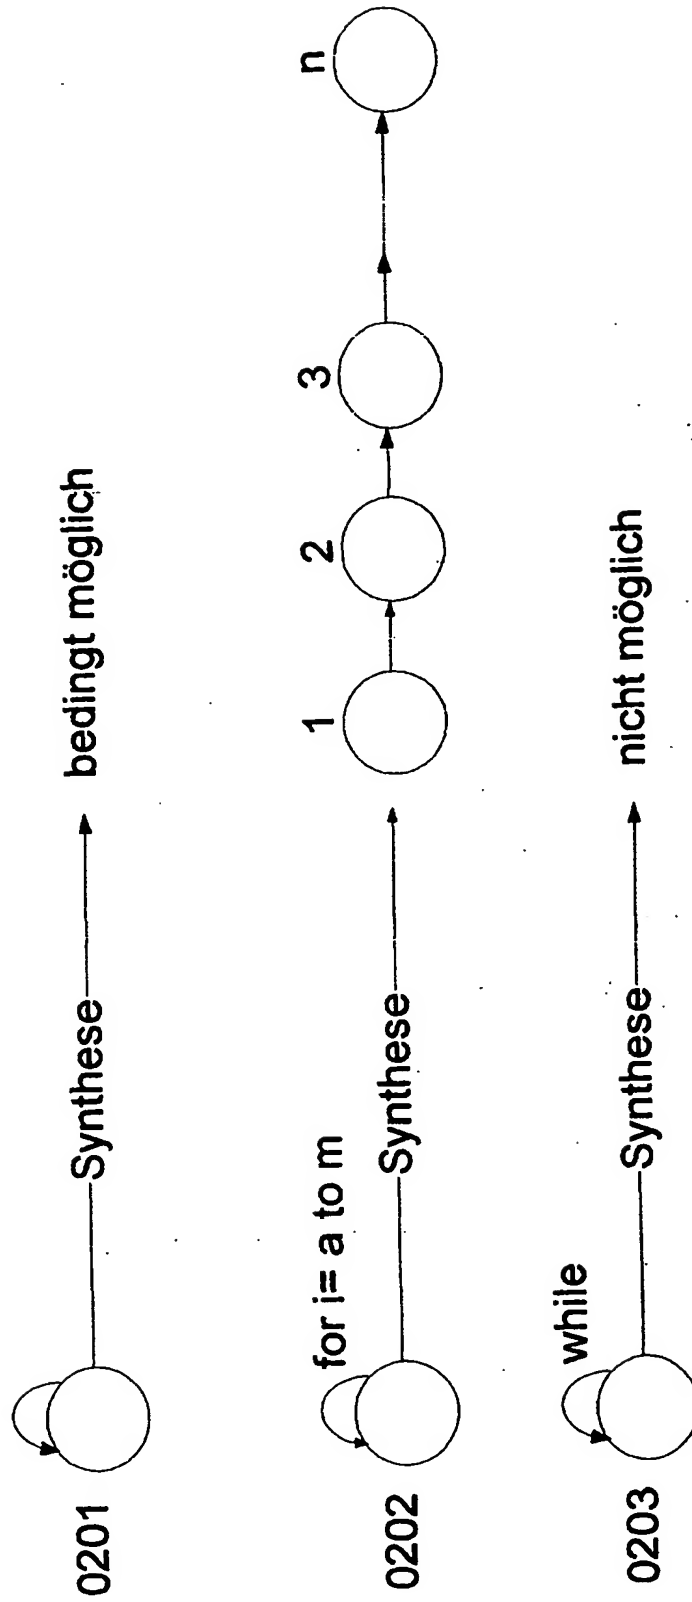 0201 Synthese bedingt möglich
for i= a to m 1 2 3 n
0202 Synthese
while
0203 Synthese nicht möglich